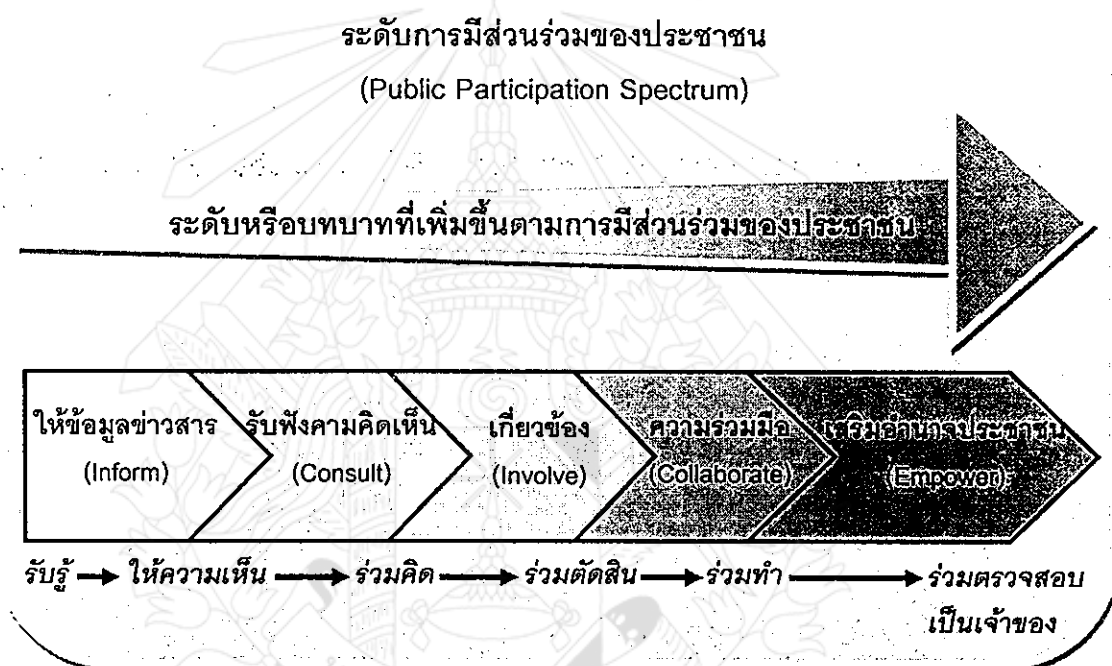 ระดับการมีส่วนร่วมของประชาชน
(Public Participation Spectrum)
ระดับหรือบทบาทที่เพิ่มขึ้นตามการมีส่วนร่วมของประชาชน
ให้ข้อมูลข่าวสาร
(Inform)
รับฟังคามคิดเห็น
(Consult)
เกี่ยวข้อง
(Involve)
ความร่วมมือ
(Collaborate)
เสริมอำนาจประชาชน
(Empower)
รับรู้ → ให้ความเห็น → ร่วมคิด → ร่วมตัดสิน → ร่วมทำ → ร่วมตรวจสอบ
เป็นเจ้าของ